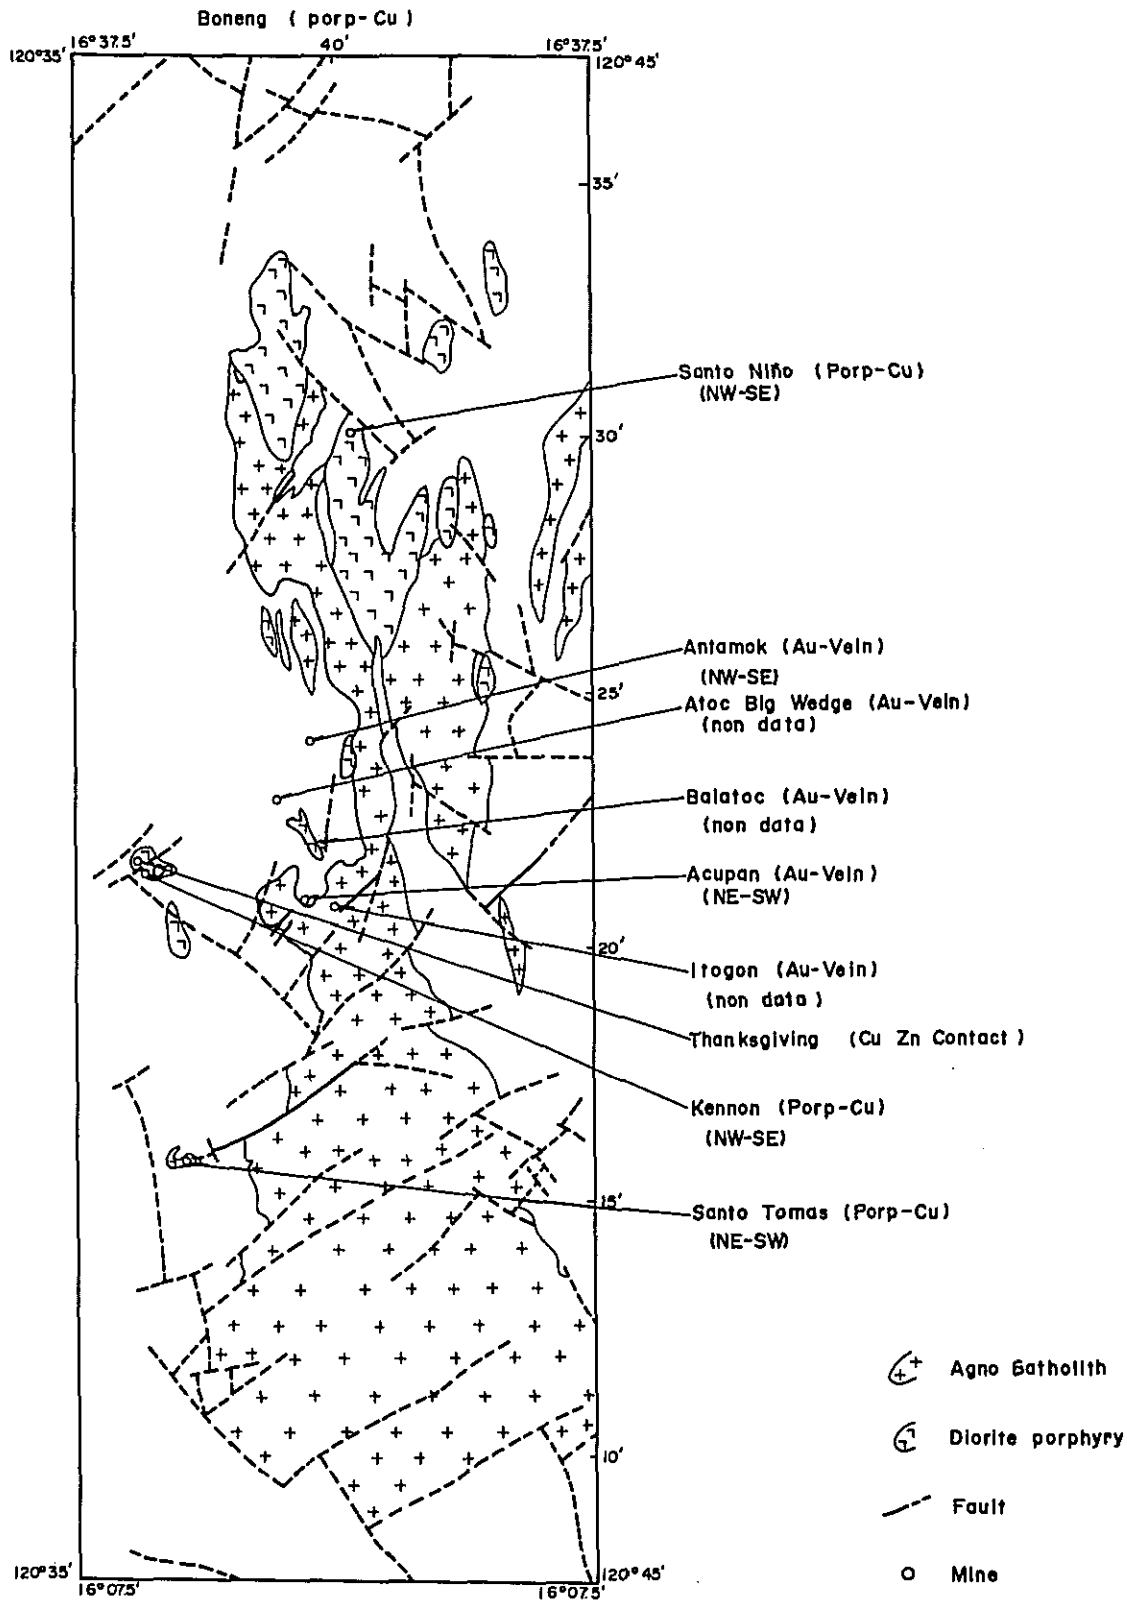 Boneng ( porp-Cu )
16°37.5' 40' 16°37.5'
120°35' 120°45'
35'
Santo Niño (Porp-Cu)
(NW-SE)
30'
Antamok (Au-Vein)
(NW-SE)
25'
Atoc Big Wedge (Au-Vein)
(non data)
Balatoc (Au-Vein)
(non data)
Acupan (Au-Vein)
(NE-SW)
20'
Itogon (Au-Vein)
(non data )
Thanksgiving (Cu Zn Contact )
Kennon (Porp-Cu)
(NW-SE)
15'
Santo Tomas (Porp-Cu)
(NE-SW)
Agno Batholith
Diorite porphyry
10'
Fault
120°35' 120°45'
Mine
16°07.5' 16°07.5'